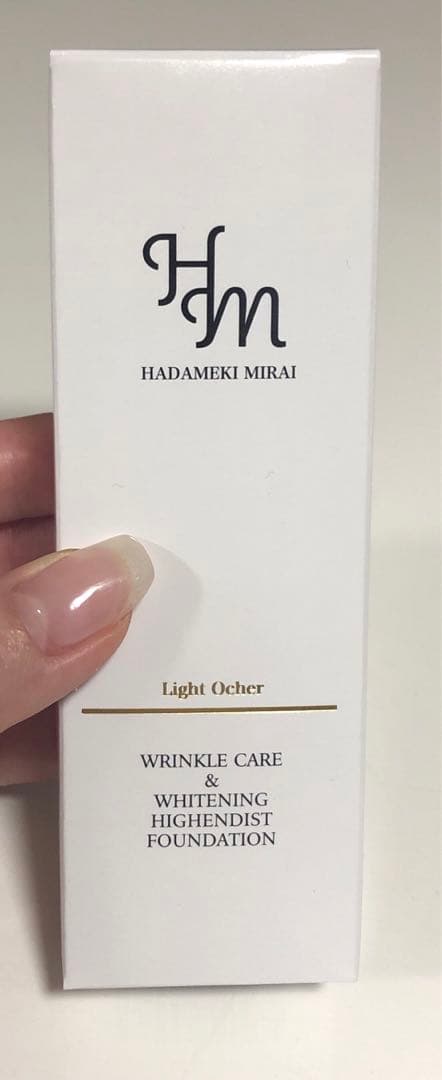 HM
HADAMEKI MIRAI
Light Ocher
WRINKLE CARE
&
WHITENING
HIGHENDIST
FOUNDATION